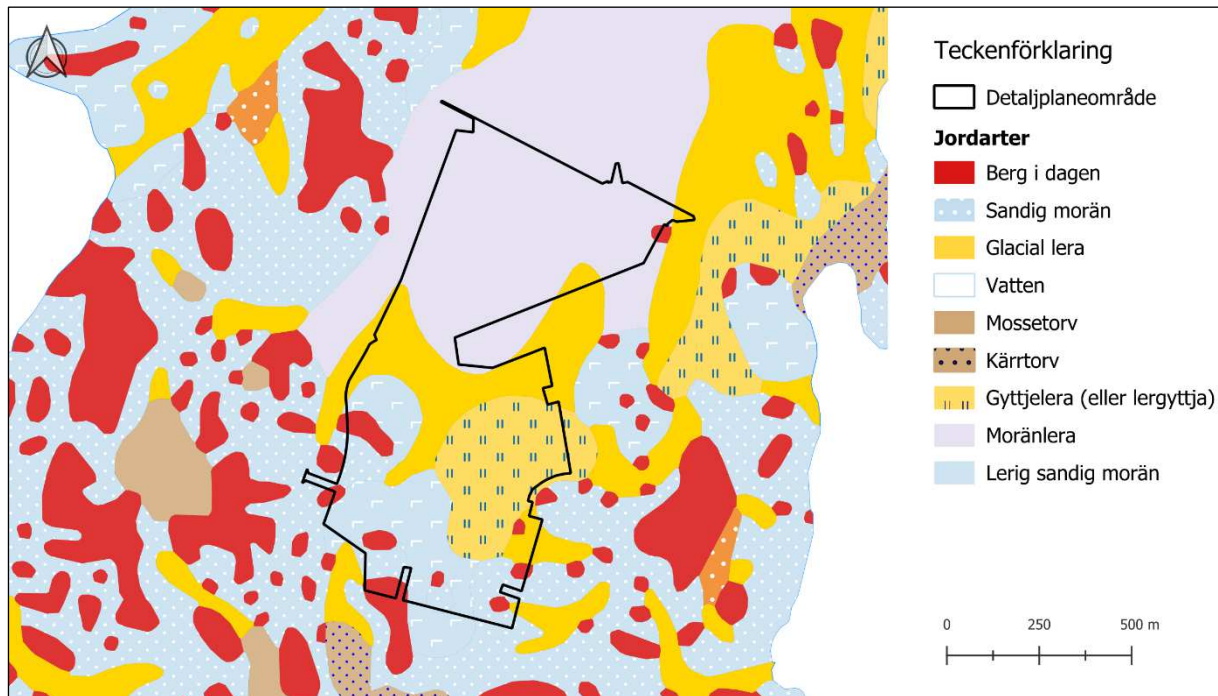 Teckenförklaring
Detaljplaneområde
Jordarter
Berg i dagen
Sandig morän
Glacial lera
Vatten
Mossetorv
Kärrtorv
Gyttjelera (eller lergyttja)
Moränlera
Lerig sandig morän
0 250 500 m